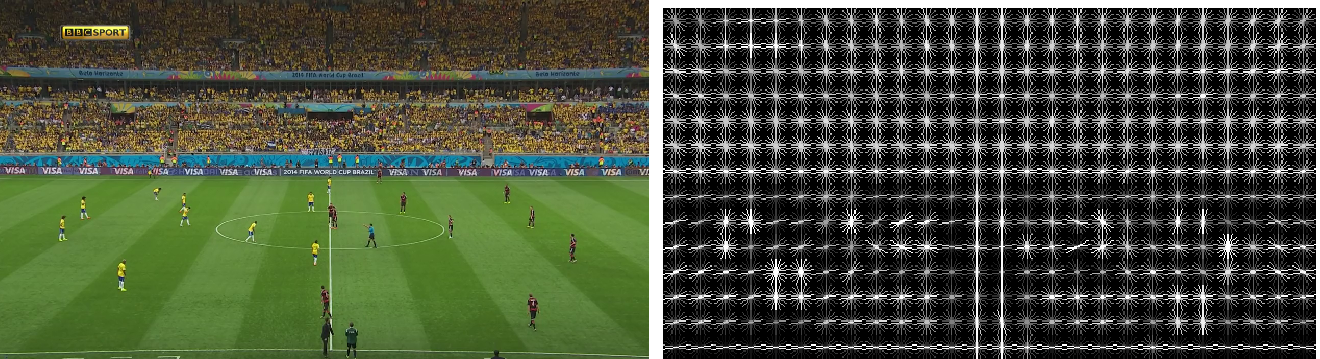 BBC SPORT
Belo Horizonte 2014 FIFA World Cup Brazil Belo Horizonte
VISA VISA VISA VISA 2014 FIFA WORLD CUP BRAZIL VISA VISA VISA VISA VISA VISA